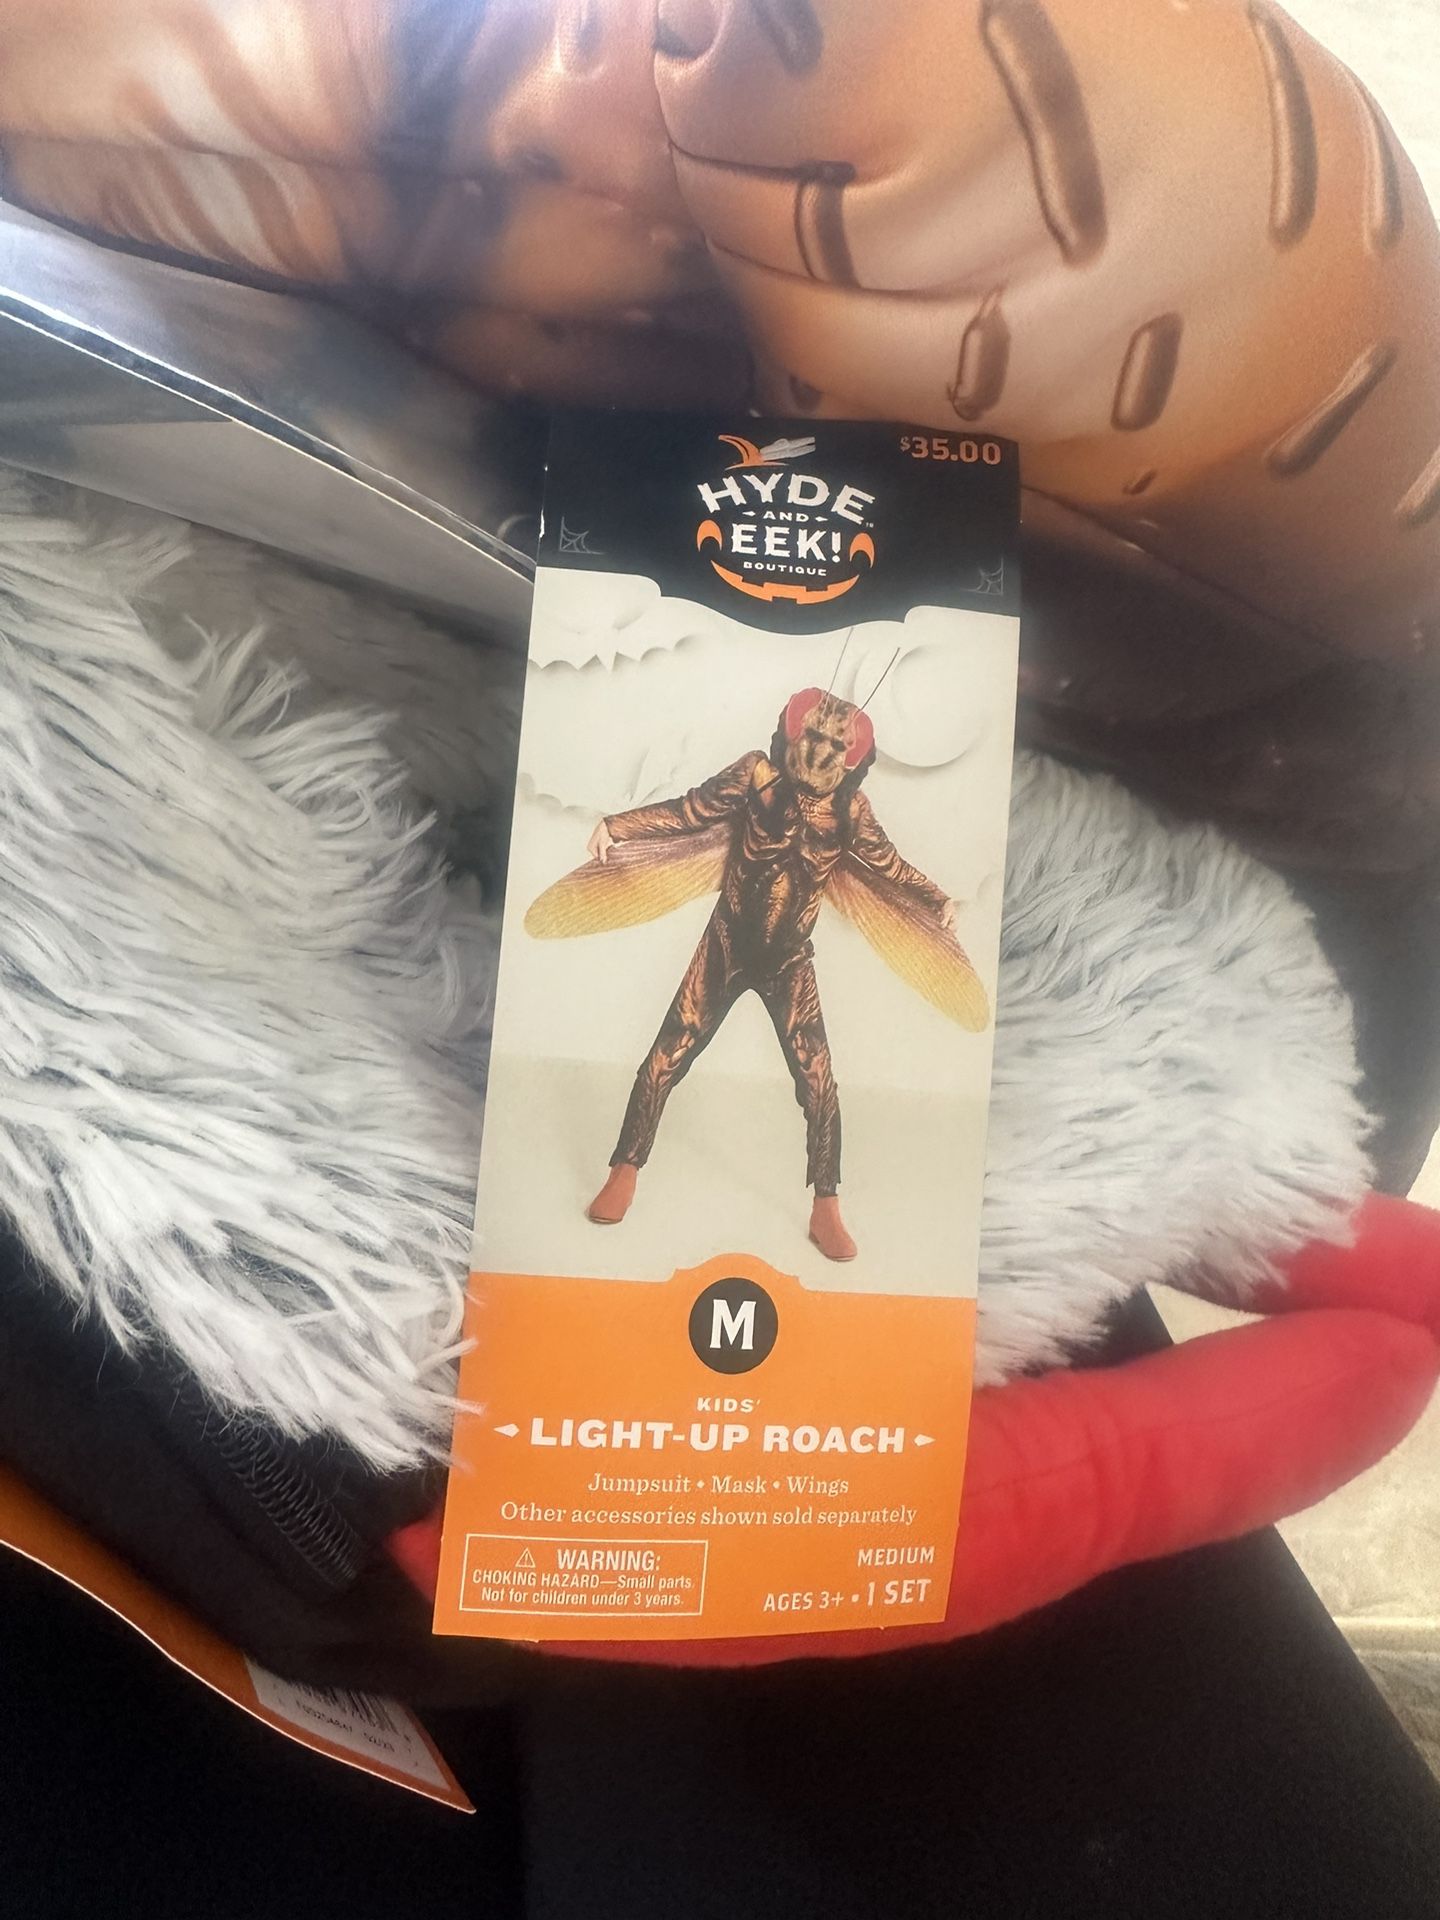 $35.00
HYDE
AND
EEK!
BOUTIQUE
M
KIDS'
LIGHT-UP ROACH
Jumpsuit • Mask • Wings
Other accessories shown sold separately
⚠ WARNING:
CHOKING HAZARD—Small parts.
Not for children under 3 years.
MEDIUM
AGES 3+ • 1 SET